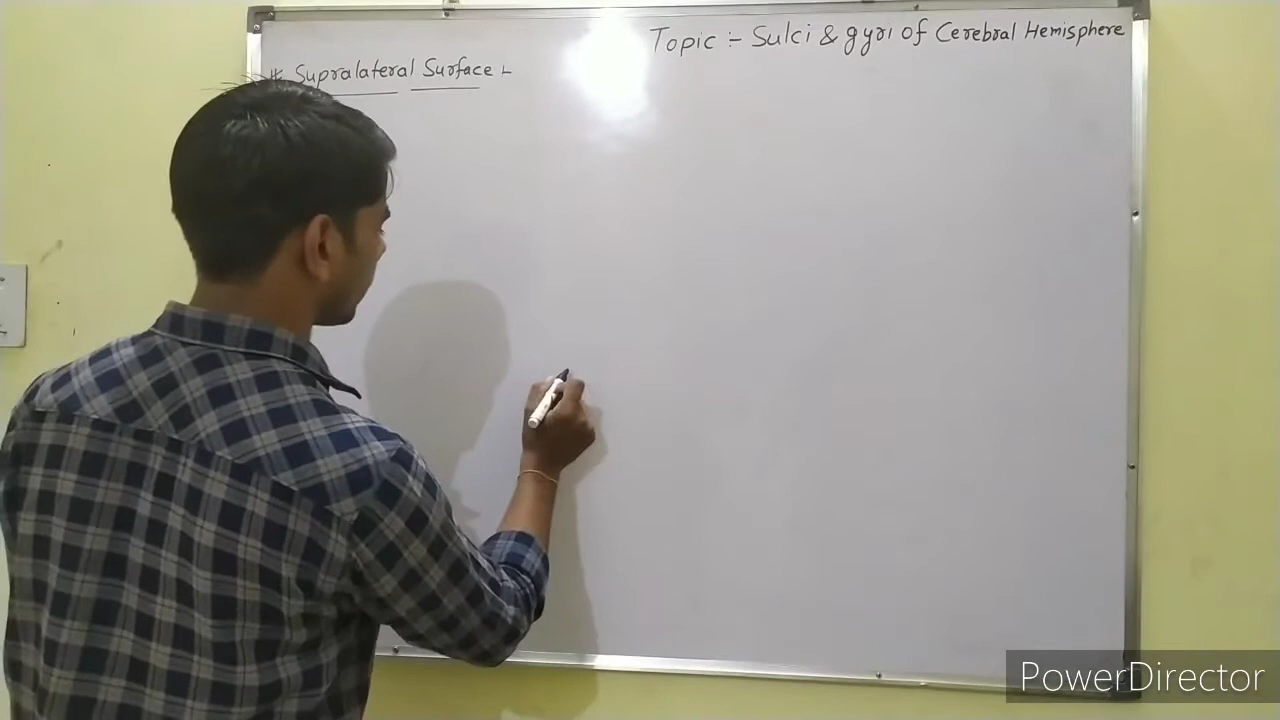 Topic :- Sulci & gyri of Cerebral Hemisphere
* Supralateral Surface :-
PowerDirector